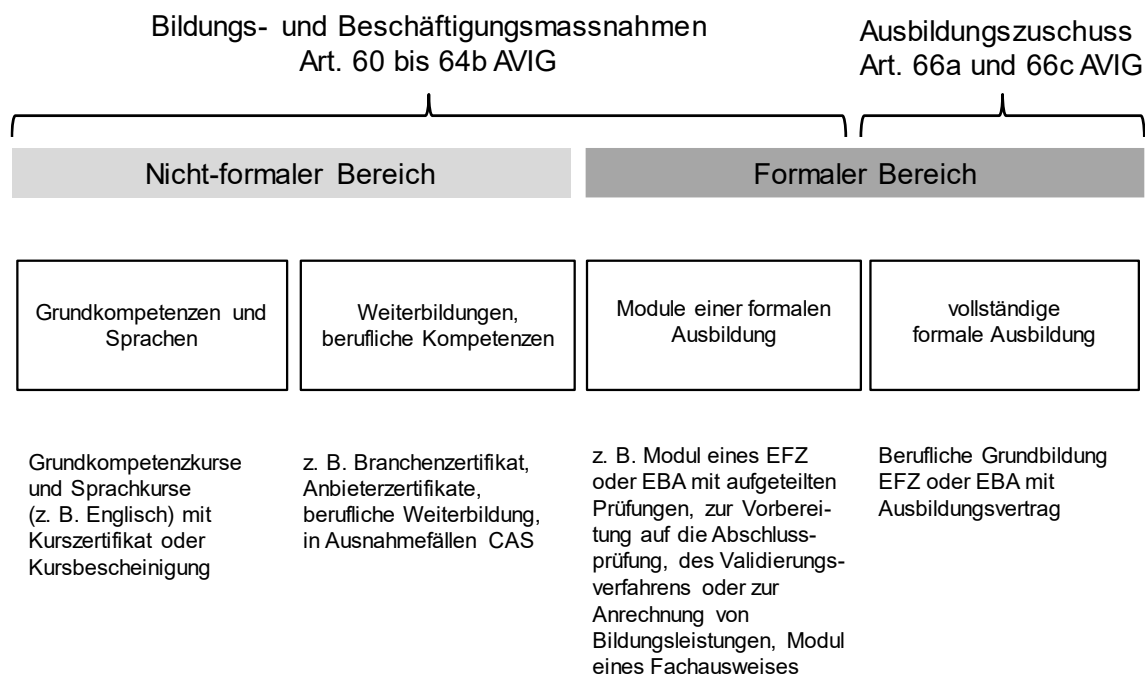 Bildungs- und Beschäftigungsmassnahmen
Art. 60 bis 64b AVIG
Ausbildungszuschuss
Art. 66a und 66c AVIG
Nicht-formaler Bereich
Formaler Bereich
Grundkompetenzen und
Sprachen
Weiterbildungen,
berufliche Kompetenzen
Module einer formalen
Ausbildung
vollständige
formale Ausbildung
Grundkompetenzkurse
und Sprachkurse
(z. B. Englisch) mit
Kurszertifikat oder
Kursbescheinigung
z. B. Branchenzertifikat,
Anbieterzertifikate,
berufliche Weiterbildung,
in Ausnahmefällen CAS
z. B. Modul eines EFZ
oder EBA mit aufgeteilten
Prüfungen, zur Vorberei-
tung auf die Abschluss-
prüfung, des Validierungs-
verfahrens oder zur
Anrechnung von
Bildungsleistungen, Modul
eines Fachausweises
Berufliche Grundbildung
EFZ oder EBA mit
Ausbildungsvertrag